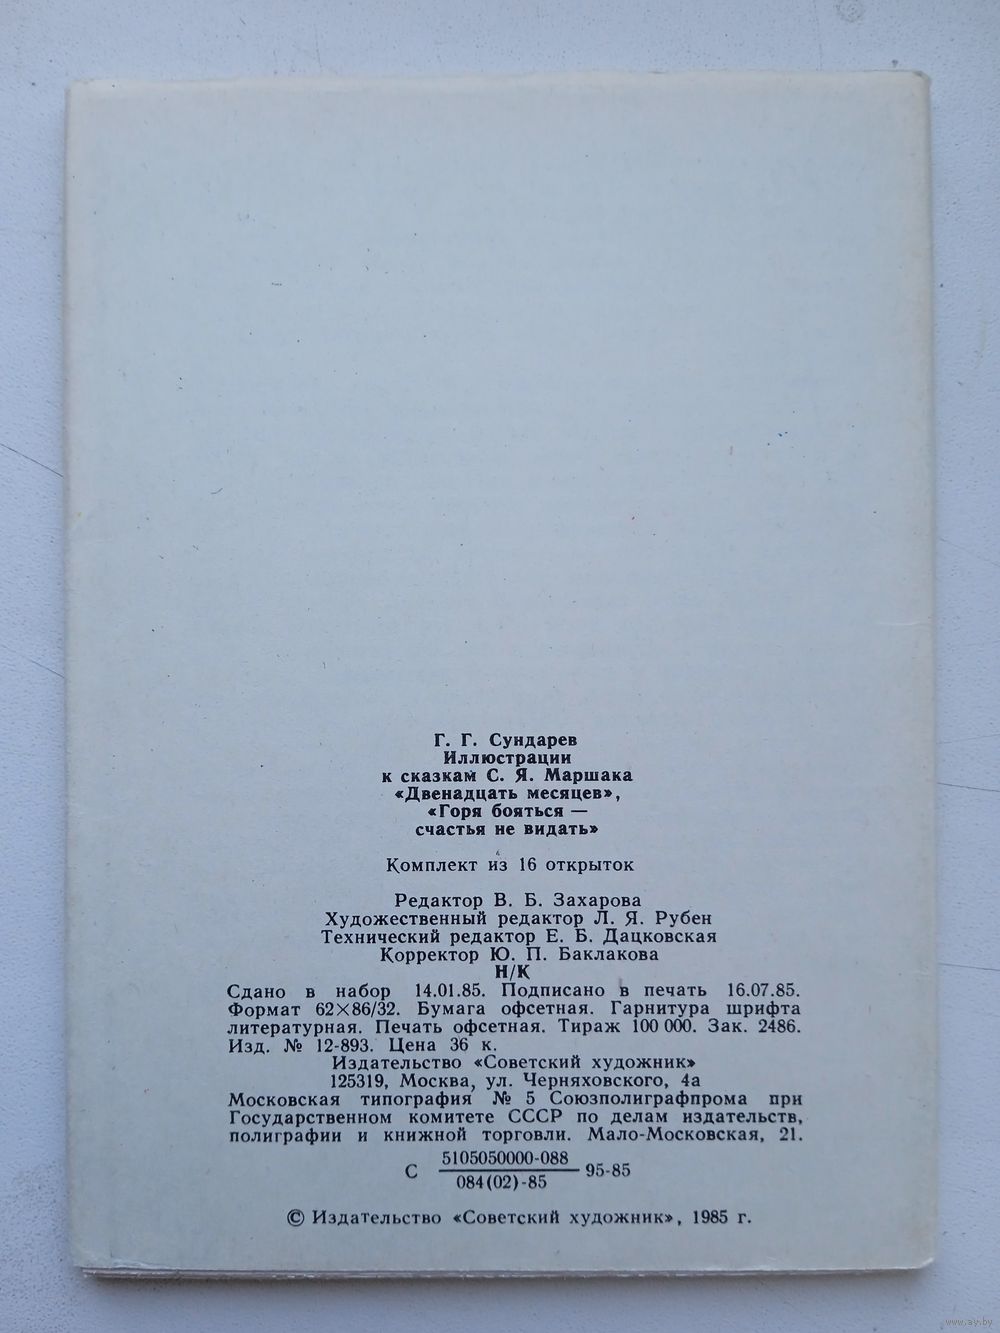 Г. Г. Сундарев
Иллюстрации
к сказкам С. Я. Маршака
«Двенадцать месяцев»,
«Горя бояться —
счастья не видать»
Комплект из 16 открыток
Редактор В. Б. Захарова
Художественный редактор Л. Я. Рубен
Технический редактор Е. Б. Дацковская
Корректор Ю. П. Баклакова
Н/К
Сдано в набор 14.01.85. Подписано в печать 16.07.85.
Формат 62×86/32. Бумага офсетная. Гарнитура шрифта
литературная. Печать офсетная. Тираж 100 000. Зак. 2486.
Изд. № 12-893. Цена 36 к.
Издательство «Советский художник»
125319, Москва, ул. Черняховского, 4а
Московская типография № 5 Союзполиграфпрома при
Государственном комитете СССР по делам издательств,
полиграфии и книжной торговли. Мало-Московская, 21.
5105050000-088
С 95-85
084(02)-85
© Издательство «Советский художник», 1985 г.
www.ay.by